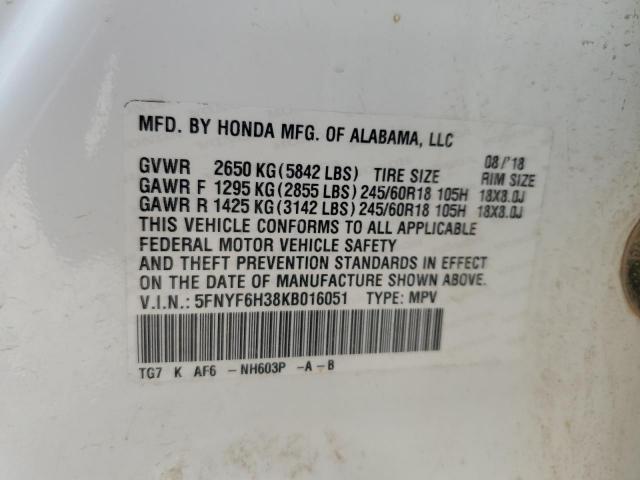 MFD. BY HONDA MFG. OF ALABAMA, LLC
08/'18
GVWR 2650 KG(5842 LBS) TIRE SIZE RIM SIZE
GAWR F 1295 KG(2855 LBS)245/60R18 105H 18X8.0J
GAWR R 1425 KG(3142 LBS)245/60R18 105H 18X8.0J
THIS VEHICLE CONFORMS TO ALL APPLICABLE
FEDERAL MOTOR VEHICLE SAFETY
AND THEFT PREVENTION STANDARDS IN EFFECT
ON THE DATE OF MANUFACTURE SHOWN ABOVE.
V.I.N.: 5FNYF6H38KB016051 TYPE: MPV
TG7 K AF6 -NH603P -A-B